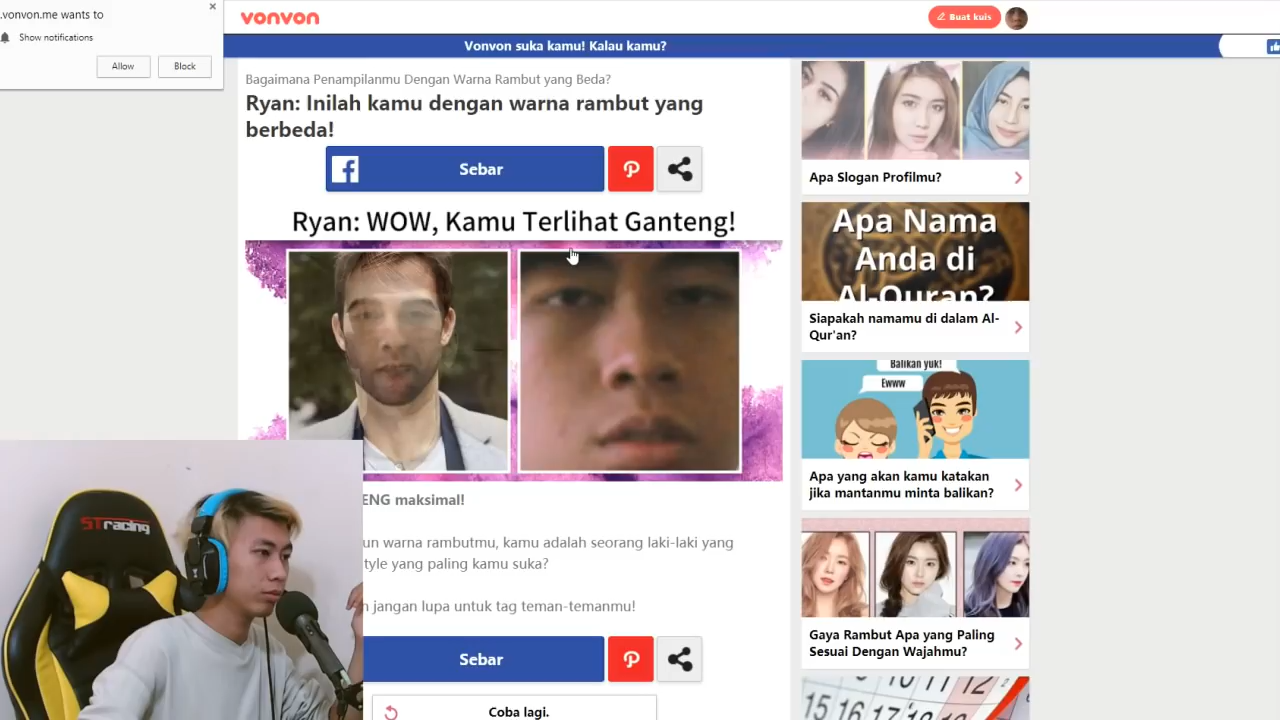 .vonvon.me wants to
Show notifications
Allow
Block
vonvon
Buat kuis
Vonvon suka kamu! Kalau kamu?
Bagaimana Penampilanmu Dengan Warna Rambut yang Beda?
Ryan: Inilah kamu dengan warna rambut yang
berbeda!
Sebar
Ryan: WOW, Kamu Terlihat Ganteng!
ENG maksimal!
un warna rambutmu, kamu adalah seorang laki-laki yang
tyle yang paling kamu suka?
n jangan lupa untuk tag teman-temanmu!
Sebar
Coba lagi.
Apa Slogan Profilmu?
Apa Nama
Anda di
Al-Quran?
Siapakah namamu di dalam Al-
Qur'an?
Balikan yuk!
Ewww
Apa yang akan kamu katakan
jika mantanmu minta balikan?
Gaya Rambut Apa yang Paling
Sesuai Dengan Wajahmu?
STracing